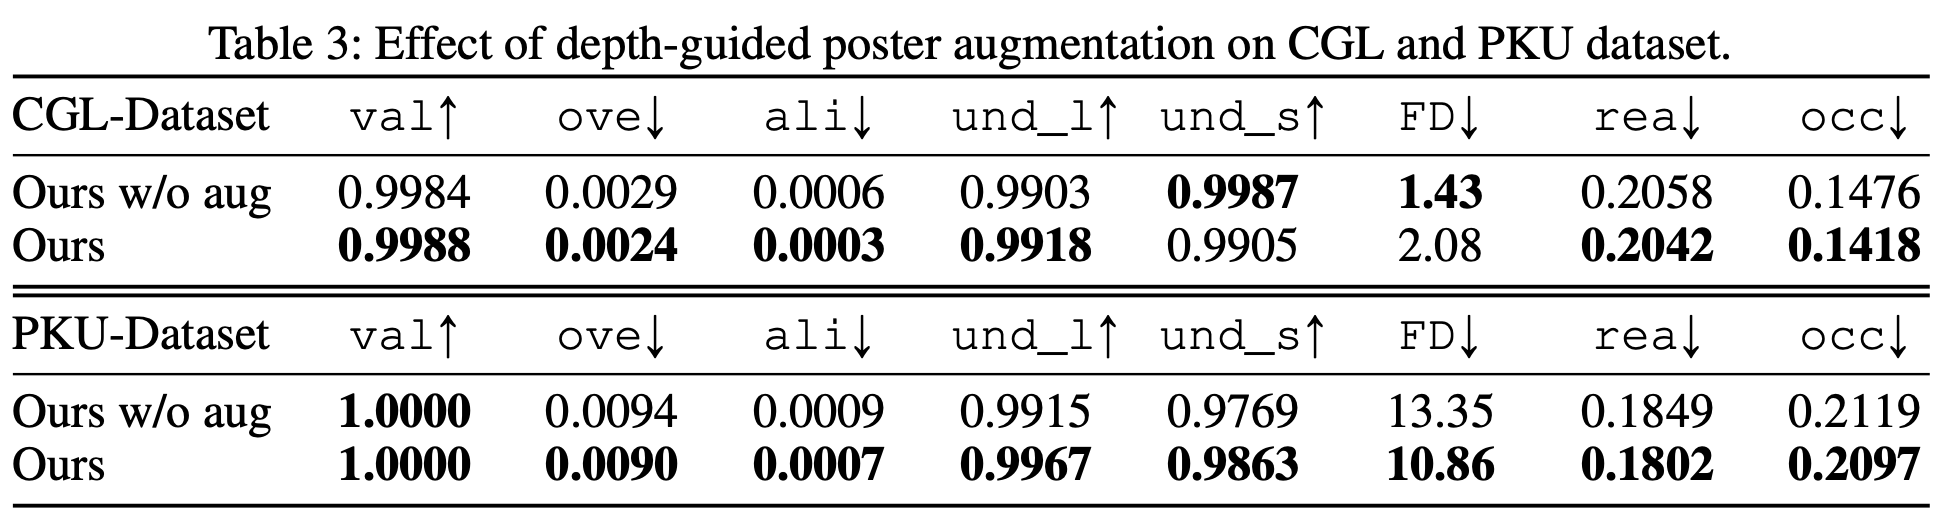 Table 3: Effect of depth-guided poster augmentation on CGL and PKU dataset.
CGL-Dataset val↑ ove↓ ali↓ und_l↑ und_s↑ FD↓ rea↓ occ↓
Ours w/o aug 0.9984 0.0029 0.0006 0.9903 0.9987 1.43 0.2058 0.1476
Ours 0.9988 0.0024 0.0003 0.9918 0.9905 2.08 0.2042 0.1418
PKU-Dataset val↑ ove↓ ali↓ und_l↑ und_s↑ FD↓ rea↓ occ↓
Ours w/o aug 1.0000 0.0094 0.0009 0.9915 0.9769 13.35 0.1849 0.2119
Ours 1.0000 0.0090 0.0007 0.9967 0.9863 10.86 0.1802 0.2097